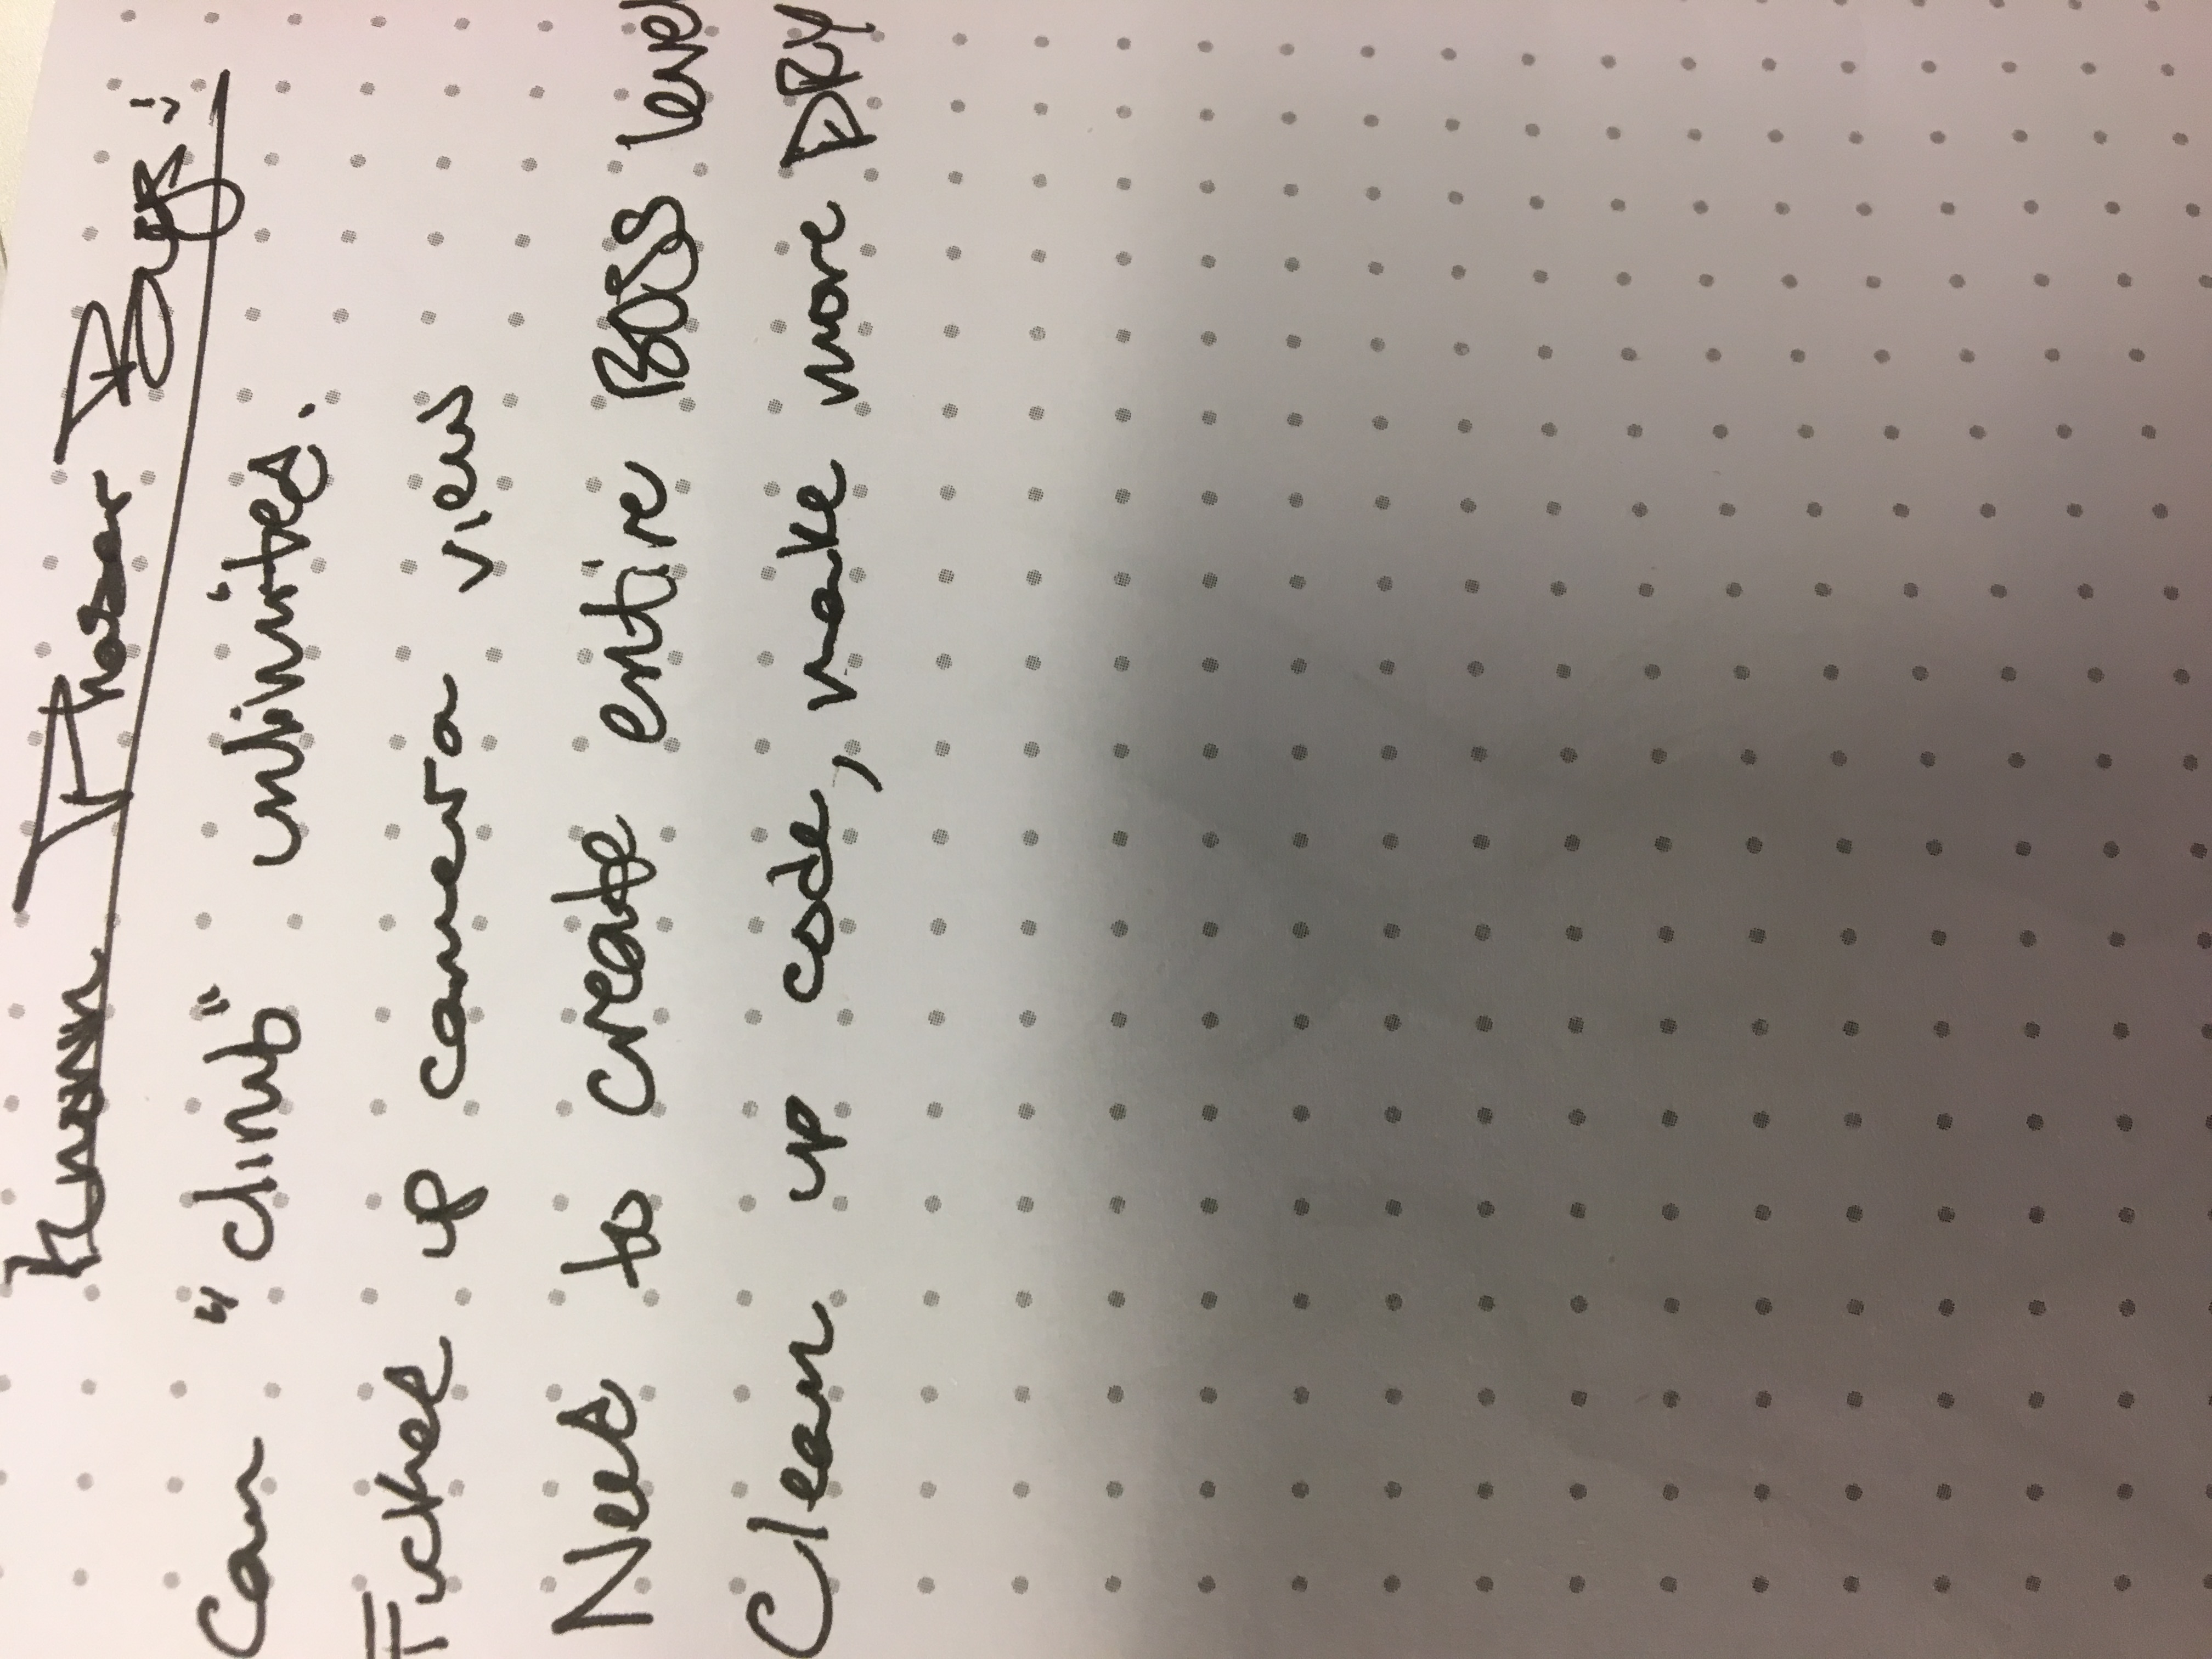 Known Phaser Bugs:
Can "climb" unlimited.
Fucked up camera view
Need to create entire BOSS level
Clean up code, make more DRY